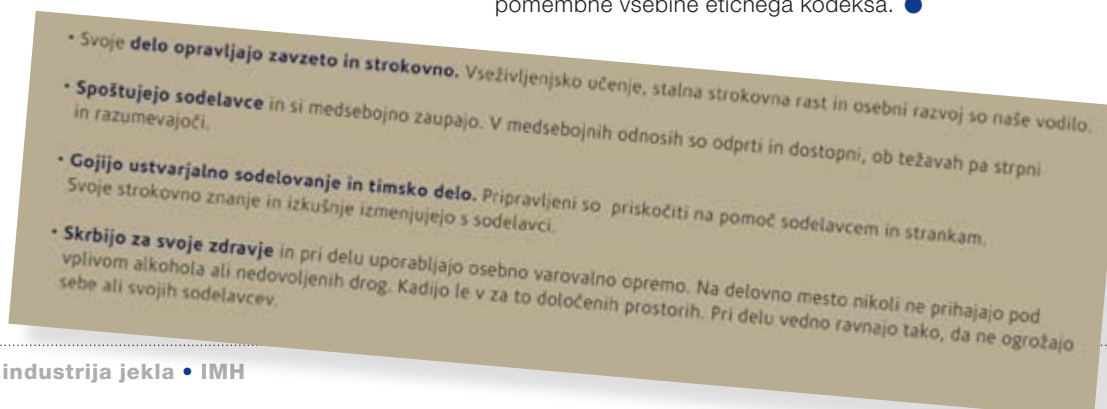 pomembne vsebine etičnega kodeksa. ●
• Svoje delo opravljajo zavzeto in strokovno. Vseživljenjsko učenje, stalna strokovna rast in osebni razvoj so naše vodilo.
• Spoštujejo sodelavce in si medsebojno zaupajo. V medsebojnih odnosih so odprti in dostopni, ob težavah pa strpni
in razumevajoči.
• Gojijo ustvarjalno sodelovanje in timsko delo. Pripravljeni so priskočiti na pomoč sodelavcem in strankam.
Svoje strokovno znanje in izkušnje izmenjujejo s sodelavci.
• Skrbijo za svoje zdravje in pri delu uporabljajo osebno varovalno opremo. Na delovno mesto nikoli ne prihajajo pod
vplivom alkohola ali nedovoljenih drog. Kadijo le v za to določenih prostorih. Pri delu vedno ravnajo tako, da ne ogrožajo
sebe ali svojih sodelavcev.
industrija jekla • IMH